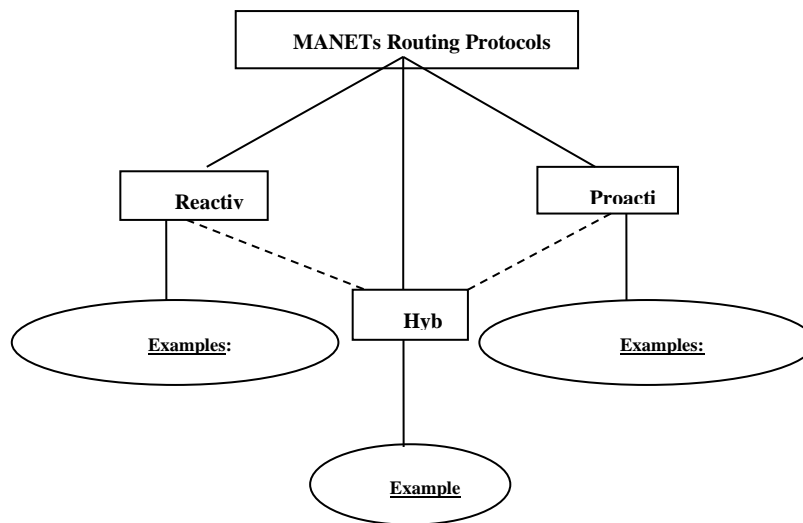 MANETs Routing Protocols
Reactiv
Proacti
Hyb
Examples:
Examples:
Example